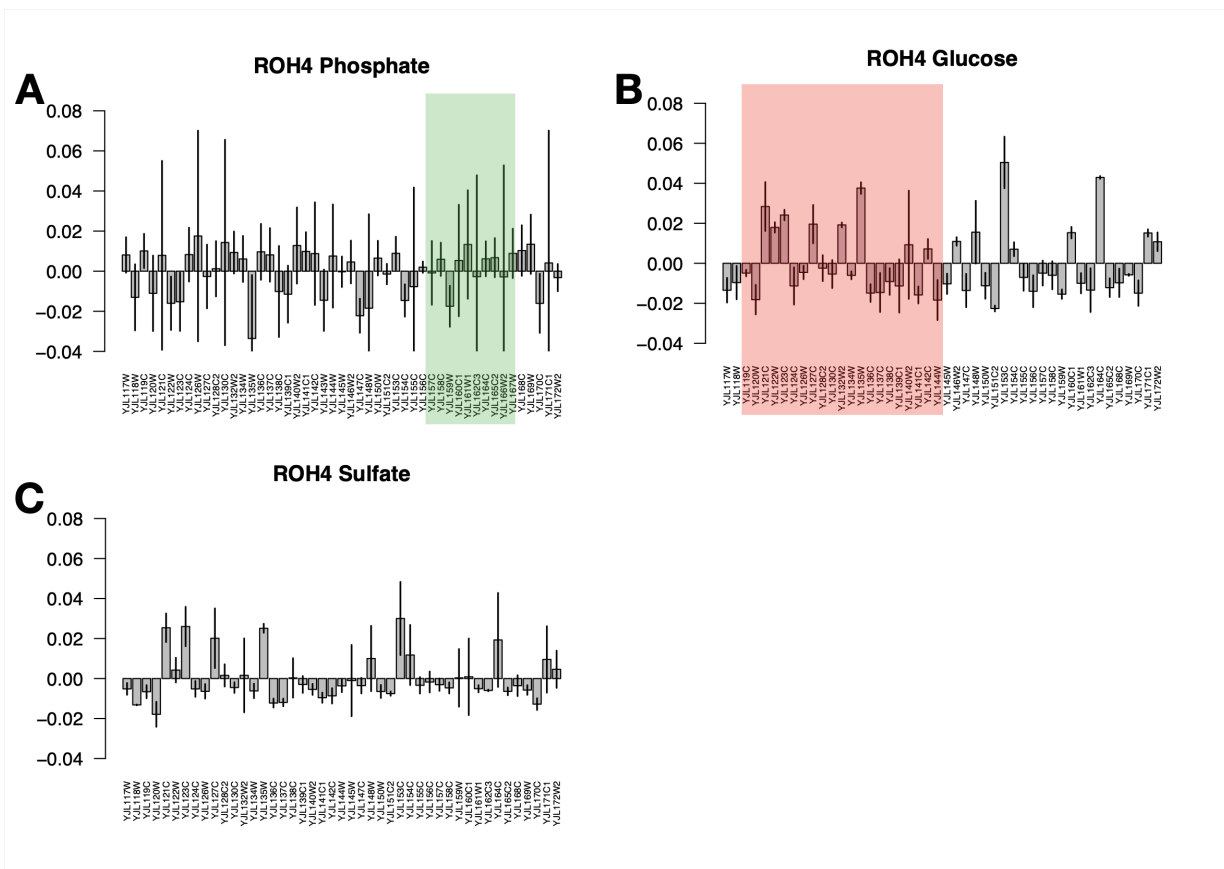 A
ROH4 Phosphate
0.08
0.06
0.04
0.02
0.00
−0.02
−0.04
YJL117W YJL118W YJL119C YJL120W YJL121C YJL122W YJL123C YJL124C YJL126W YJL127C YJL128C2 YJL130C YJL132W2 YJL134W YJL135W YJL136C YJL137C YJL138C YJL139C1 YJL140W2 YJL141C1 YJL142C YJL143W YJL144W YJL145W YJL146W2 YJL147C YJL148W YJL150W YJL151C2 YJL153C YJL154C YJL155C YJL156C YJL157C YJL158C YJL159W YJL160C1 YJL161W1 YJL162C3 YJL164C YJL165C2 YJL166W2 YJL167W YJL168C YJL169W YJL170C YJL171C1 YJL172W2
B
ROH4 Glucose
0.08
0.06
0.04
0.02
0.00
−0.02
−0.04
YJL117W YJL118W YJL119C YJL120W YJL121C YJL122W YJL123C YJL124C YJL126W YJL127C YJL128C2 YJL130C YJL132W2 YJL134W YJL135W YJL136C YJL137C YJL138C YJL139C1 YJL140W2 YJL141C1 YJL142C YJL144W YJL145W YJL146W2 YJL147C YJL148W YJL150W YJL151C2 YJL153C YJL154C YJL155C YJL156C YJL157C YJL158C YJL159W YJL160C1 YJL161W1 YJL162C3 YJL164C YJL165C2 YJL168C YJL169W YJL170C YJL171C1 YJL172W2
C
ROH4 Sulfate
0.08
0.06
0.04
0.02
0.00
−0.02
−0.04
YJL117W YJL118W YJL119C YJL120W YJL121C YJL122W YJL123C YJL124C YJL126W YJL127C YJL128C2 YJL130C YJL132W2 YJL134W YJL135W YJL136C YJL137C YJL138C YJL139C1 YJL140W2 YJL141C1 YJL142C YJL144W YJL145W YJL147C YJL148W YJL150W YJL151C2 YJL153C YJL154C YJL155C YJL156C YJL157C YJL158C YJL159W YJL160C1 YJL161W1 YJL162C3 YJL164C YJL165C2 YJL168C YJL169W YJL170C YJL171C1 YJL172W2